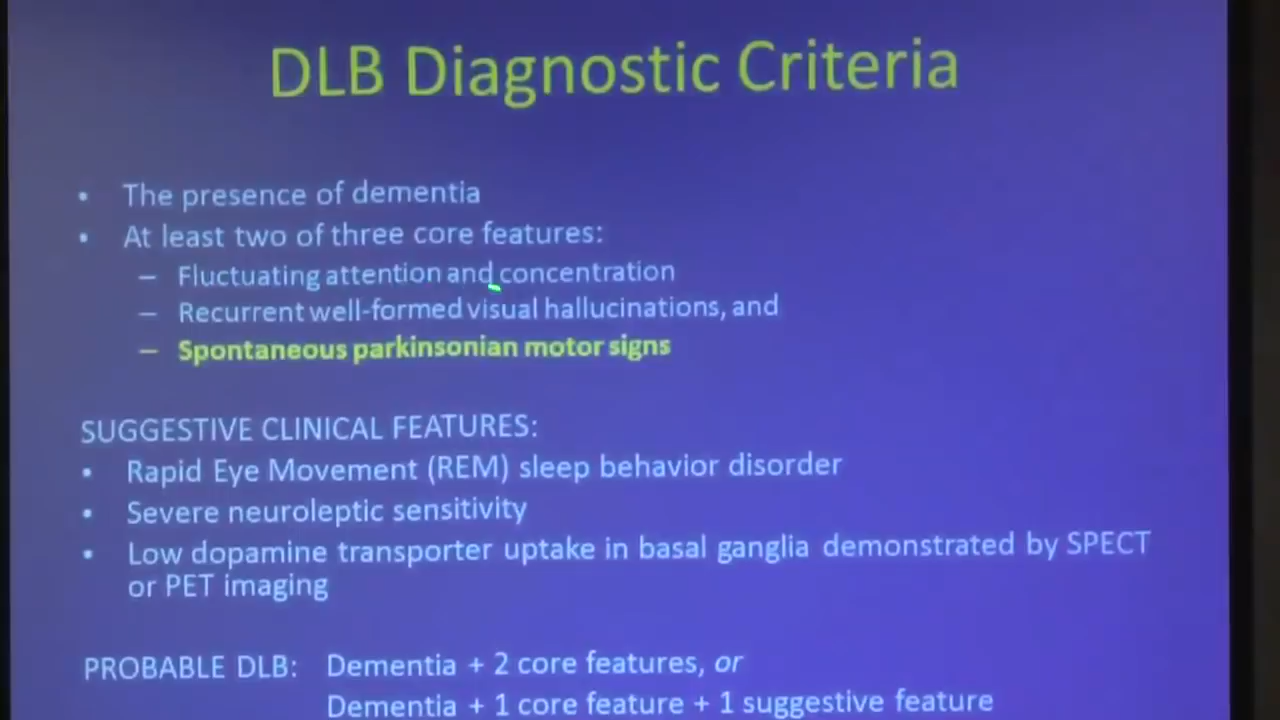 DLB Diagnostic Criteria
• The presence of dementia
• At least two of three core features:
– Fluctuating attention and concentration
– Recurrent well-formed visual hallucinations, and
– Spontaneous parkinsonian motor signs
SUGGESTIVE CLINICAL FEATURES:
• Rapid Eye Movement (REM) sleep behavior disorder
• Severe neuroleptic sensitivity
• Low dopamine transporter uptake in basal ganglia demonstrated by SPECT
or PET imaging
PROBABLE DLB: Dementia + 2 core features, or
Dementia + 1 core feature + 1 suggestive feature